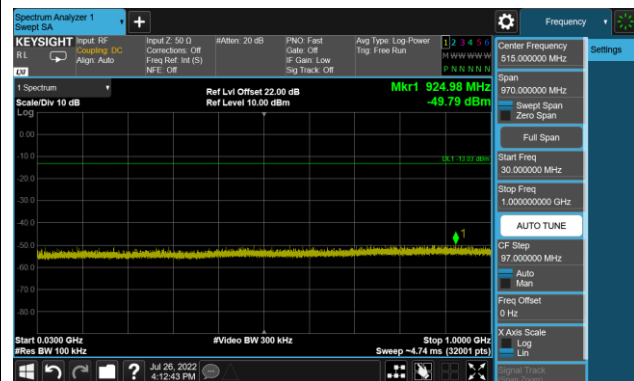 Spectrum Analyzer 1
Swept SA
Frequency
KEYSIGHT
Input: RF
Coupling: DC
Align: Auto
Input Z: 50 Ω
Corrections: Off
Freq Ref: Int (S)
NFE: Off
#Atten: 20 dB
PNO: Fast
Gate: Off
IF Gain: Low
Sig Track: Off
Avg Type: Log-Power
Trig: Free Run
1 2 3 4 5 6
M W W W W W
P N N N N N
RL
LXI
Center Frequency
515.000000 MHz
Settings
1 Spectrum
Scale/Div 10 dB
Log
Ref Lvl Offset 22.00 dB
Ref Level 10.00 dBm
Mkr1 924.98 MHz
-49.79 dBm
Span
970.000000 MHz
Swept Span
Zero Span
Full Span
Start Freq
30.000000 MHz
Stop Freq
1.000000000 GHz
AUTO TUNE
CF Step
97.000000 MHz
Auto
Man
Freq Offset
0 Hz
X Axis Scale
Log
Lin
Signal Track
(Span Zoom)
0.00
-10.0
DL1 -13.03 dBm
-20.0
-30.0
-40.0
1
-50.0
-60.0
-70.0
-80.0
Start 0.0300 GHz
#Res BW 100 kHz
#Video BW 300 kHz
Stop 1.0000 GHz
Sweep ~4.74 ms (32001 pts)
?
Jul 26, 2022
4:12:43 PM